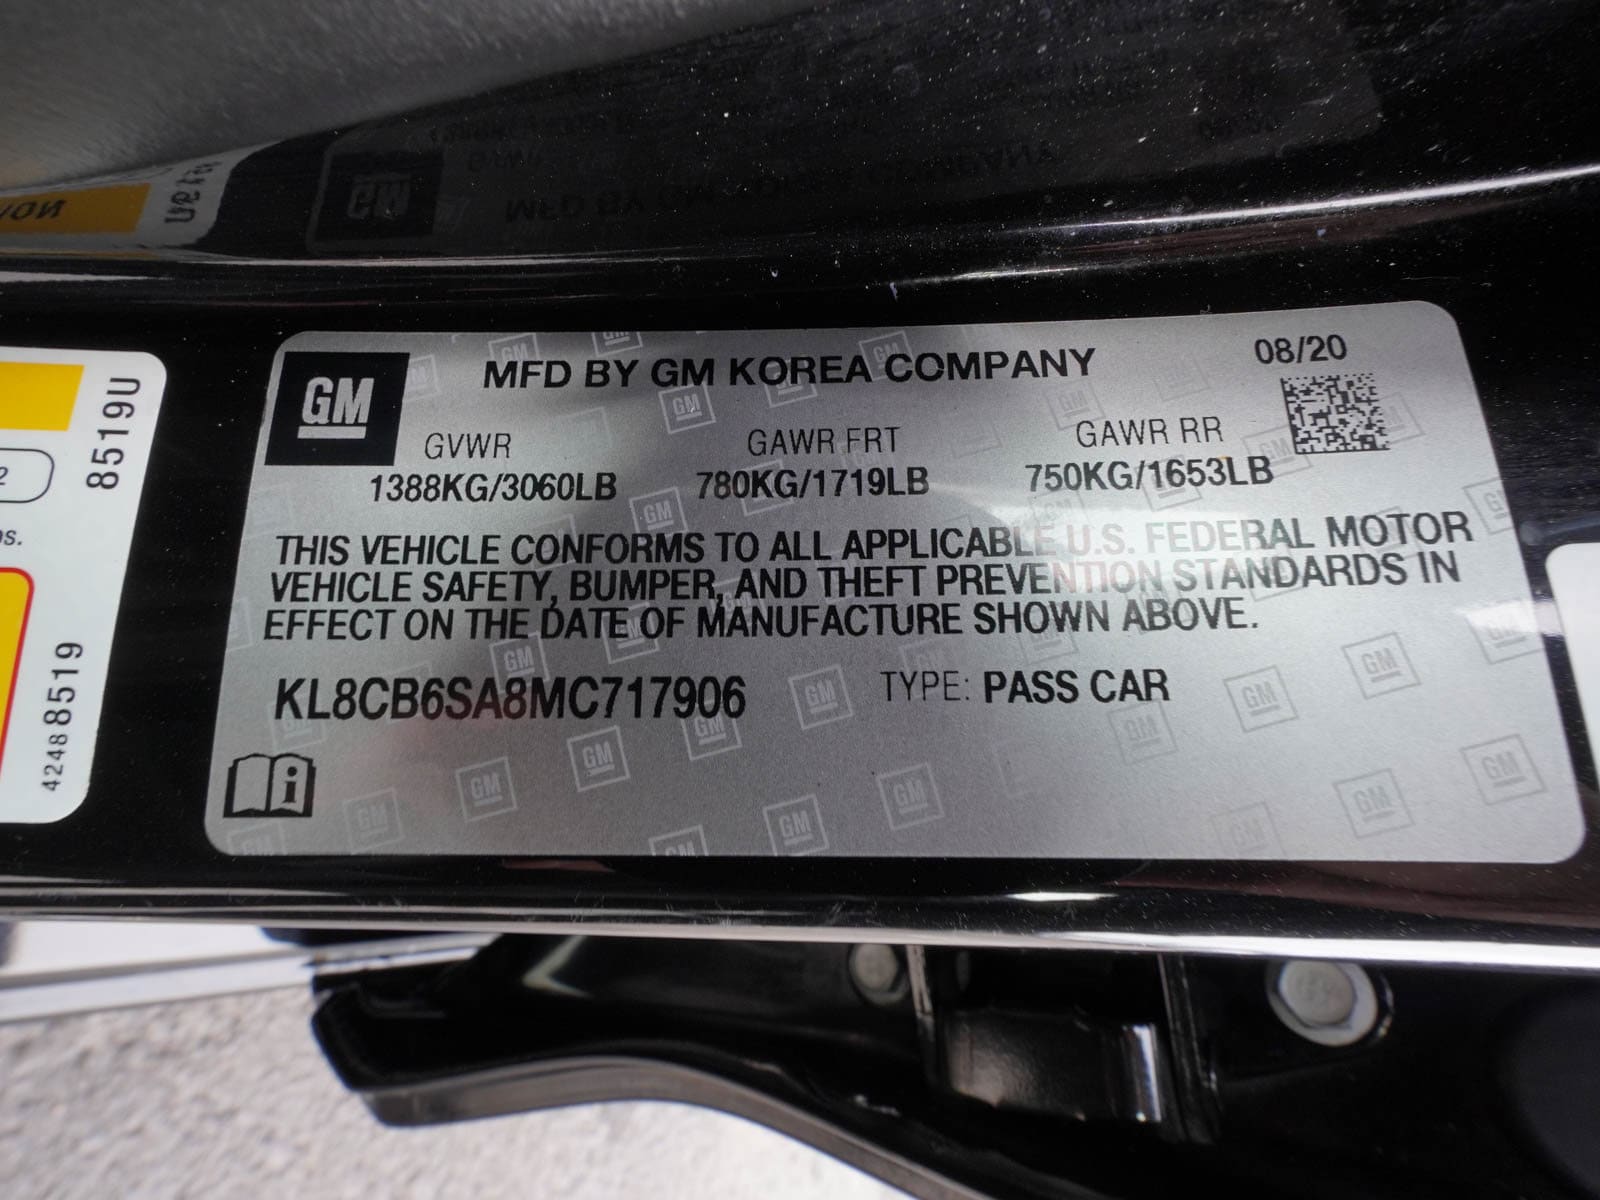 GM
MFD BY GM KOREA COMPANY
08/20
GVWR
GAWR FRT
GAWR RR
1388KG/3060LB
780KG/1719LB
750KG/1653LB
THIS VEHICLE CONFORMS TO ALL APPLICABLE U.S. FEDERAL MOTOR
VEHICLE SAFETY, BUMPER, AND THEFT PREVENTION STANDARDS IN
EFFECT ON THE DATE OF MANUFACTURE SHOWN ABOVE.
KL8CB6SA8MC717906
TYPE: PASS CAR
8519U
42488519